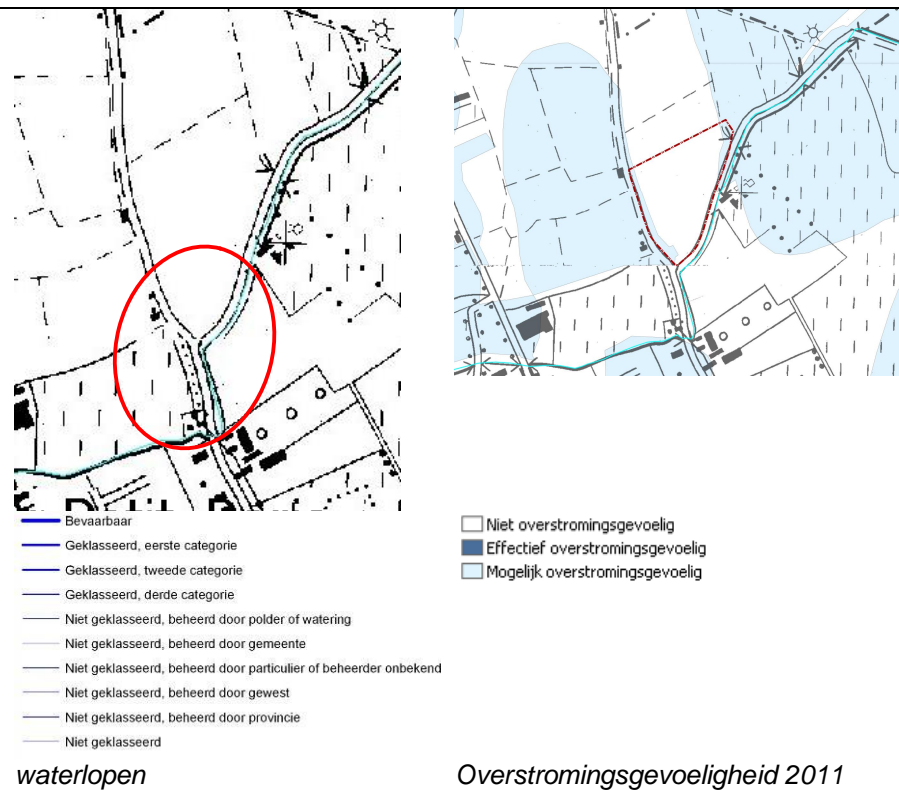 Bevaarbaar
Geklasseerd, eerste categorie
Geklasseerd, tweede categorie
Geklasseerd, derde categorie
Niet geklasseerd, beheerd door polder of watering
Niet geklasseerd, beheerd door gemeente
Niet geklasseerd, beheerd door particulier of beheerder onbekend
Niet geklasseerd, beheerd door gewest
Niet geklasseerd, beheerd door provincie
Niet geklasseerd
waterlopen
Niet overstromingsgevoelig
Effectief overstromingsgevoelig
Mogelijk overstromingsgevoelig
Overstromingsgevoeligheid 2011